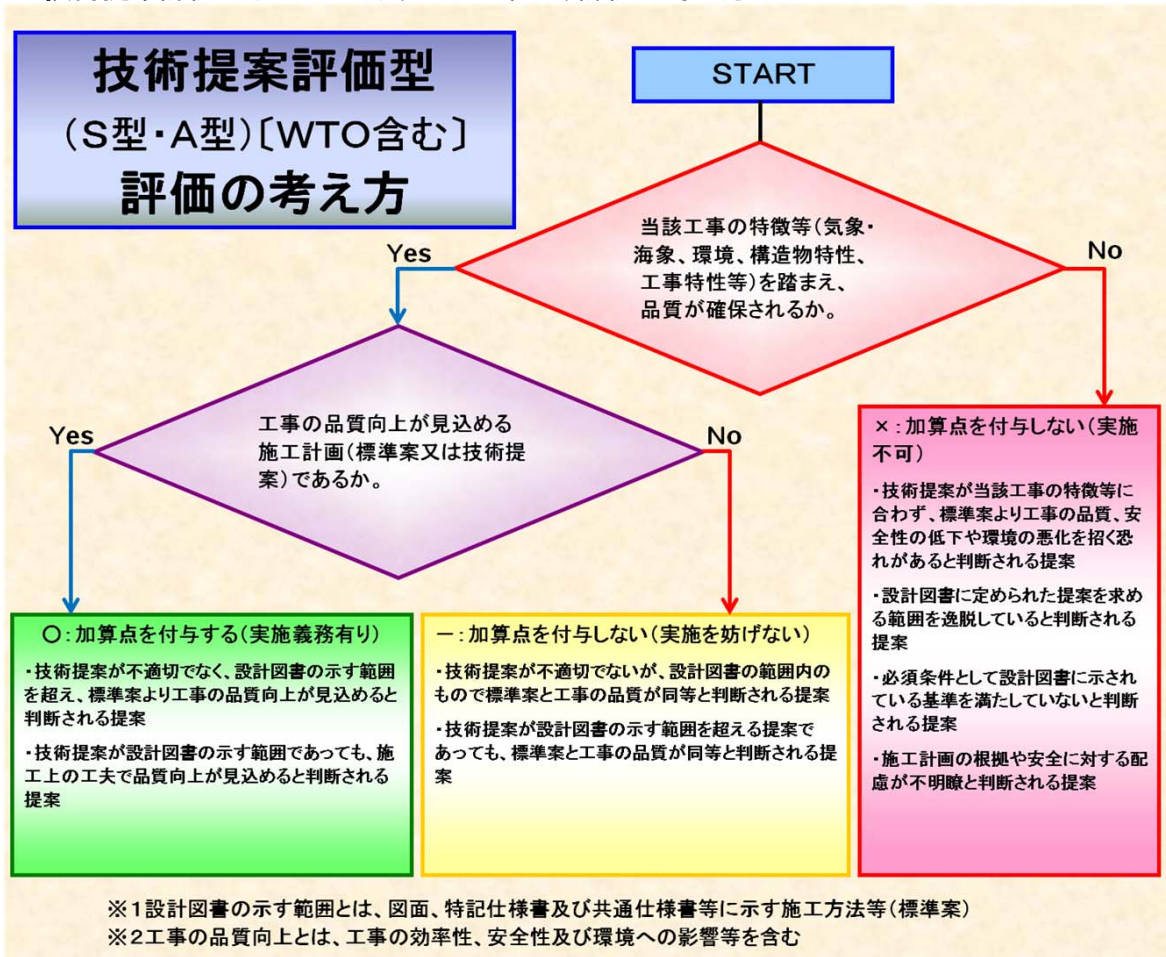 技術提案評価型
（S型・A型）〔WTO含む〕
評価の考え方
START
当該工事の特徴等（気象・
海象、環境、構造物特性、
工事特性等）を踏まえ、
品質が確保されるか。
Yes
No
工事の品質向上が見込める
施工計画（標準案又は技術提
案）であるか。
Yes
No
○：加算点を付与する（実施義務有り）
・技術提案が不適切でなく、設計図書の示す範囲
を超え、標準案より工事の品質向上が見込めると
判断される提案
・技術提案が設計図書の示す範囲であっても、施
工上の工夫で品質向上が見込めると判断される
提案
－：加算点を付与しない（実施を妨げない）
・技術提案が不適切でないが、設計図書の範囲内の
もので標準案と工事の品質が同等と判断される提案
・技術提案が設計図書の示す範囲を超える提案で
あっても、標準案と工事の品質が同等と判断される提
案
×：加算点を付与しない（実施
不可）
・技術提案が当該工事の特徴等に
合わず、標準案より工事の品質、安
全性の低下や環境の悪化を招く恐
れがあると判断される提案
・設計図書に定められた提案を求め
る範囲を逸脱していると判断される
提案
・必須条件として設計図書に示され
ている基準を満たしていないと判断
される提案
・施工計画の根拠や安全に対する配
慮が不明瞭と判断される提案
※１設計図書の示す範囲とは、図面、特記仕様書及び共通仕様書等に示す施工方法等（標準案）
※２工事の品質向上とは、工事の効率性、安全性及び環境への影響等を含む